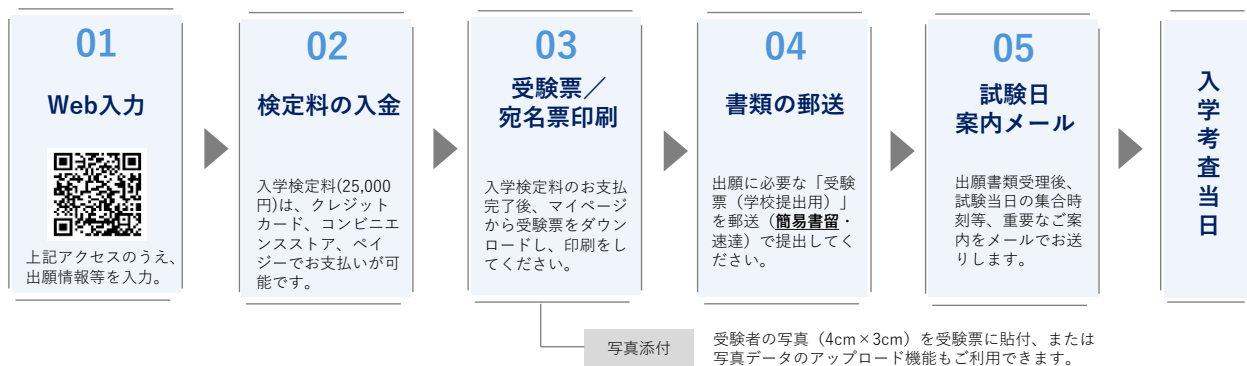 01
Web入力
上記アクセスのうえ、
出願情報等を入力。
02
検定料の入金
入学検定料(25,000
円)は、クレジット
カード、コンビニエ
ンスストア、ペイ
ジーでお支払いが可
能です。
03
受験票／
宛名票印刷
入学検定料のお支払
完了後、マイページ
から受験票をダウン
ロードし、印刷をし
てください。
04
書類の郵送
出願に必要な「受験
票（学校提出用）」
を郵送（簡易書留・
速達）で提出してく
ださい。
05
試験日
案内メール
出願書類受理後、
試験当日の集合時
刻等、重要なご案
内をメールでお送
りします。
入学考査当日
写真添付
受験者の写真（4cm×3cm）を受験票に貼付、または
写真データのアップロード機能もご利用できます。